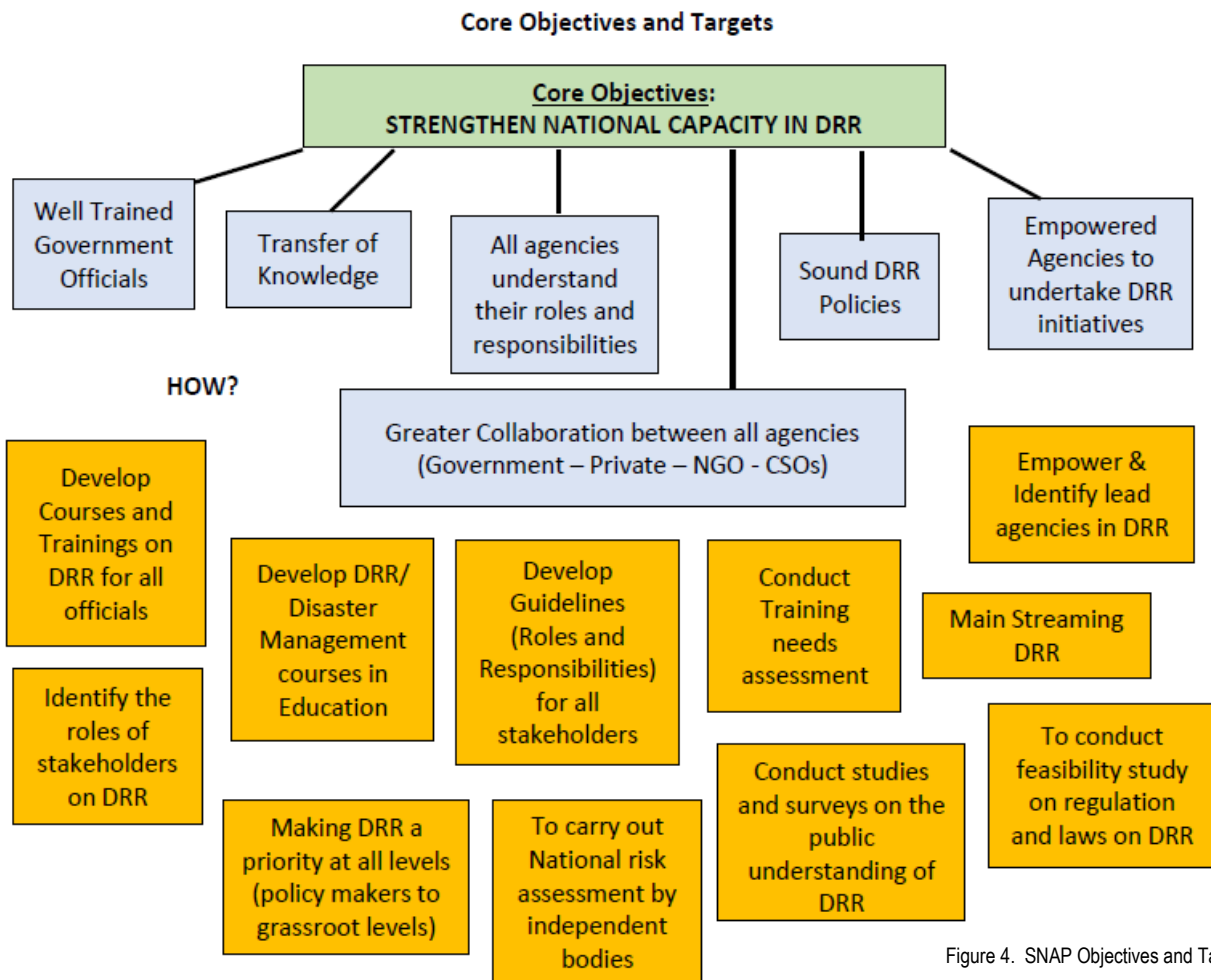 Core Objectives and Targets
Core Objectives:
STRENGTHEN NATIONAL CAPACITY IN DRR
Well Trained
Government
Officials
Transfer of
Knowledge
All agencies
understand
their roles and
responsibilities
Sound DRR
Policies
Empowered
Agencies to
undertake DRR
initiatives
HOW?
Greater Collaboration between all agencies
(Government – Private – NGO - CSOs)
Develop
Courses and
Trainings on
DRR for all
officials
Develop DRR/
Disaster
Management
courses in
Education
Develop
Guidelines
(Roles and
Responsibilities)
for all
stakeholders
Conduct
Training
needs
assessment
Empower &
Identify lead
agencies in DRR
Main Streaming
DRR
Identify the
roles of
stakeholders
on DRR
Making DRR a
priority at all levels
(policy makers to
grassroot levels)
To carry out
National risk
assessment by
independent
bodies
Conduct studies
and surveys on the
public
understanding of
DRR
To conduct
feasibility study
on regulation
and laws on DRR
Figure 4. SNAP Objectives and